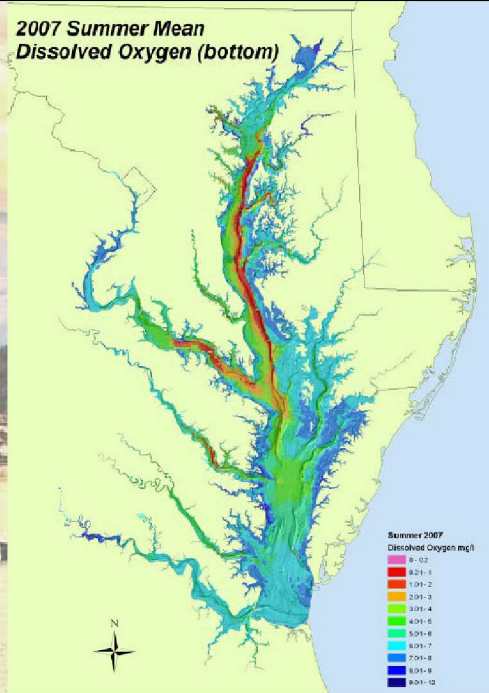 2007 Summer Mean
Dissolved Oxygen (bottom)
N
Summer 2007
Dissolved Oxygen mg/l
0 - 0.2
0.21 - 1
1.01 - 2
2.01 - 3
3.01 - 4
4.01 - 5
5.01 - 6
6.01 - 7
7.01 - 8
8.01 - 9
9.01 - 12